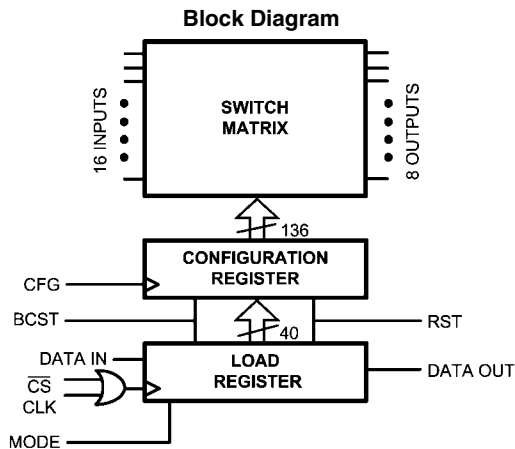 Block Diagram
16 INPUTS
SWITCH
MATRIX
8 OUTPUTS
136
CONFIGURATION
REGISTER
CFG
BCST
40
RST
DATA IN
LOAD
REGISTER
DATA OUT
CS
CLK
MODE